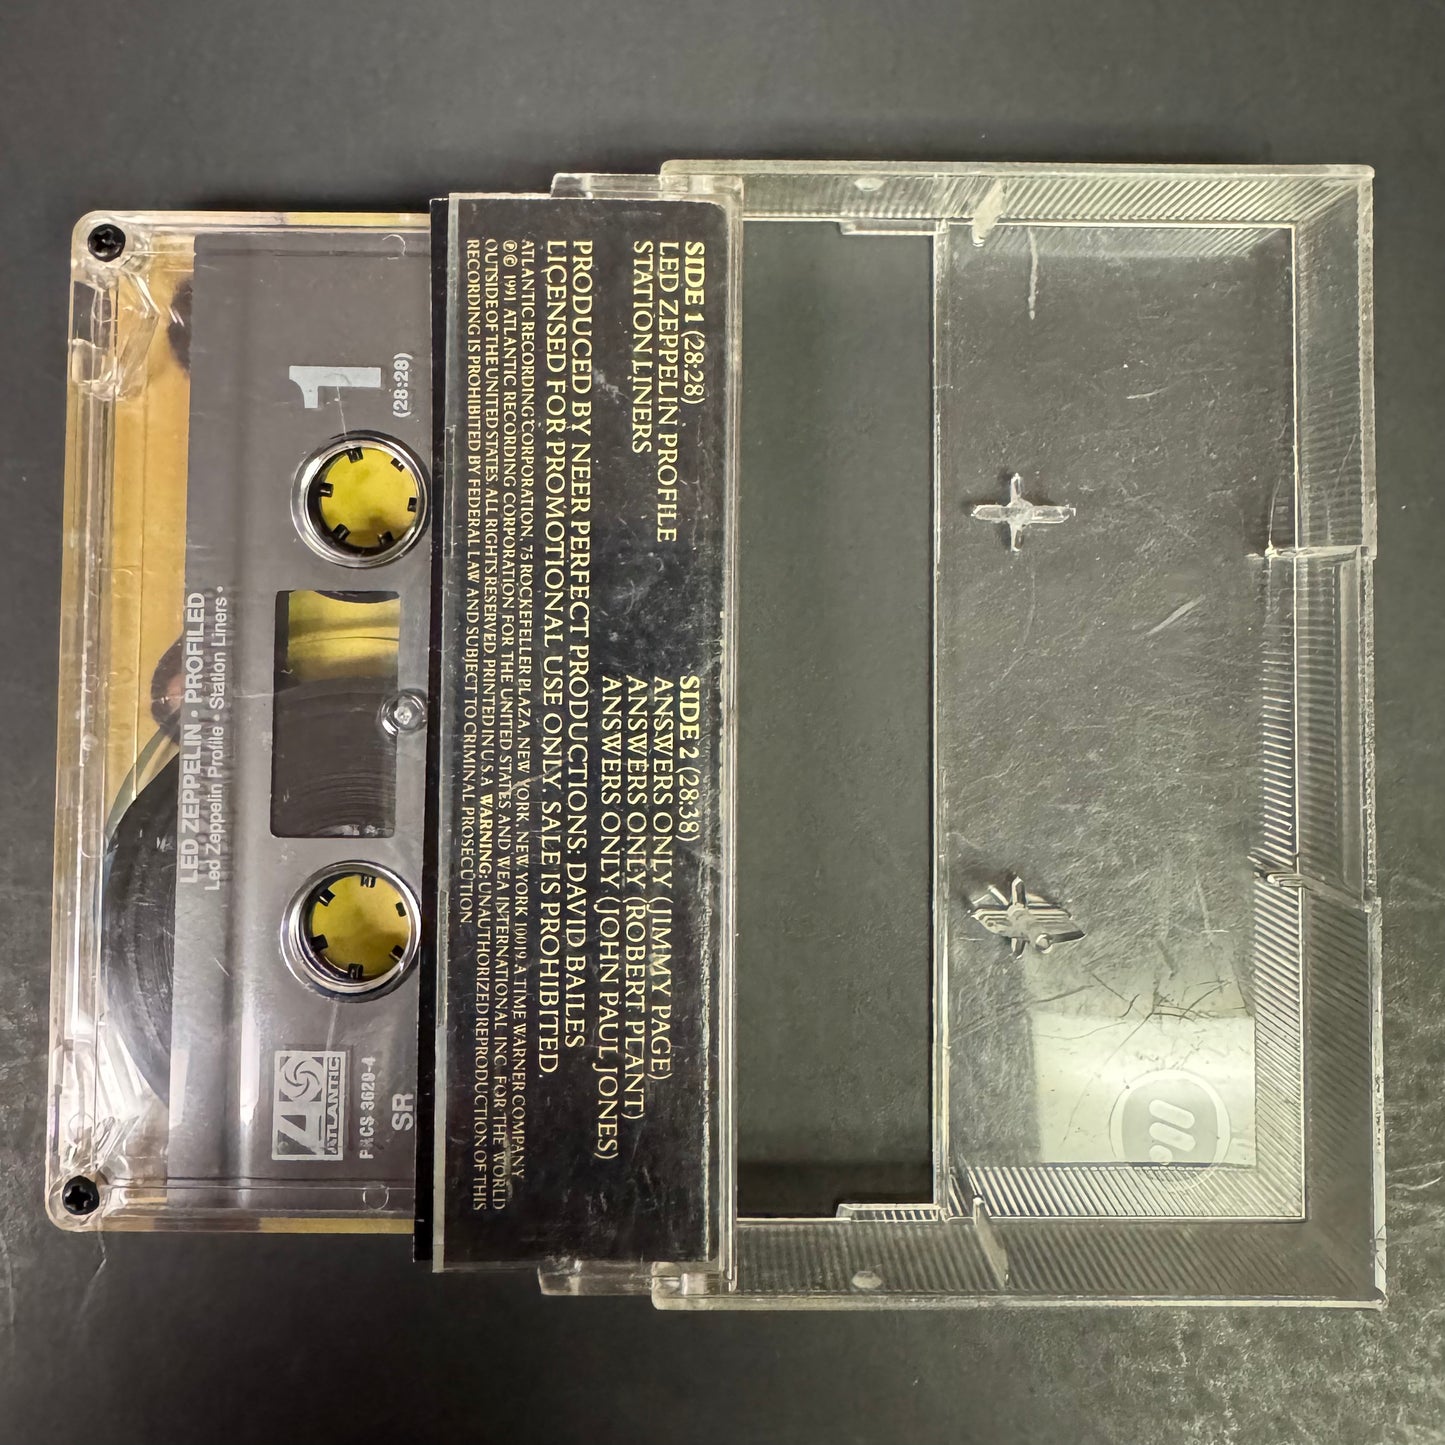 SIDE 1 (28:28)
LED ZEPPELIN PROFILE
STATION LINERS
SIDE 2 (28:38)
ANSWERS ONLY (JIMMY PAGE)
ANSWERS ONLY (ROBERT PLANT)
ANSWERS ONLY (JOHN PAUL JONES)
PRODUCED BY NEER PERFECT PRODUCTIONS: DAVID BAILES
LICENSED FOR PROMOTIONAL USE ONLY, SALE IS PROHIBITED.
ATLANTIC RECORDING CORPORATION, 75 ROCKEFELLER PLAZA, NEW YORK, NEW YORK 10019. A TIME WARNER COMPANY
℗© 1991 ATLANTIC RECORDING CORPORATION FOR THE UNITED STATES AND WEA INTERNATIONAL INC. FOR THE WORLD
OUTSIDE OF THE UNITED STATES. ALL RIGHTS RESERVED. PRINTED IN U.S.A. WARNING: UNAUTHORIZED REPRODUCTION OF THIS
RECORDING IS PROHIBITED BY FEDERAL LAW AND SUBJECT TO CRIMINAL PROSECUTION.
1
(28:28)
ATLANTIC
PRCS 3629-4
SR
LED ZEPPELIN • PROFILED
Led Zeppelin Profile • Station Liners •